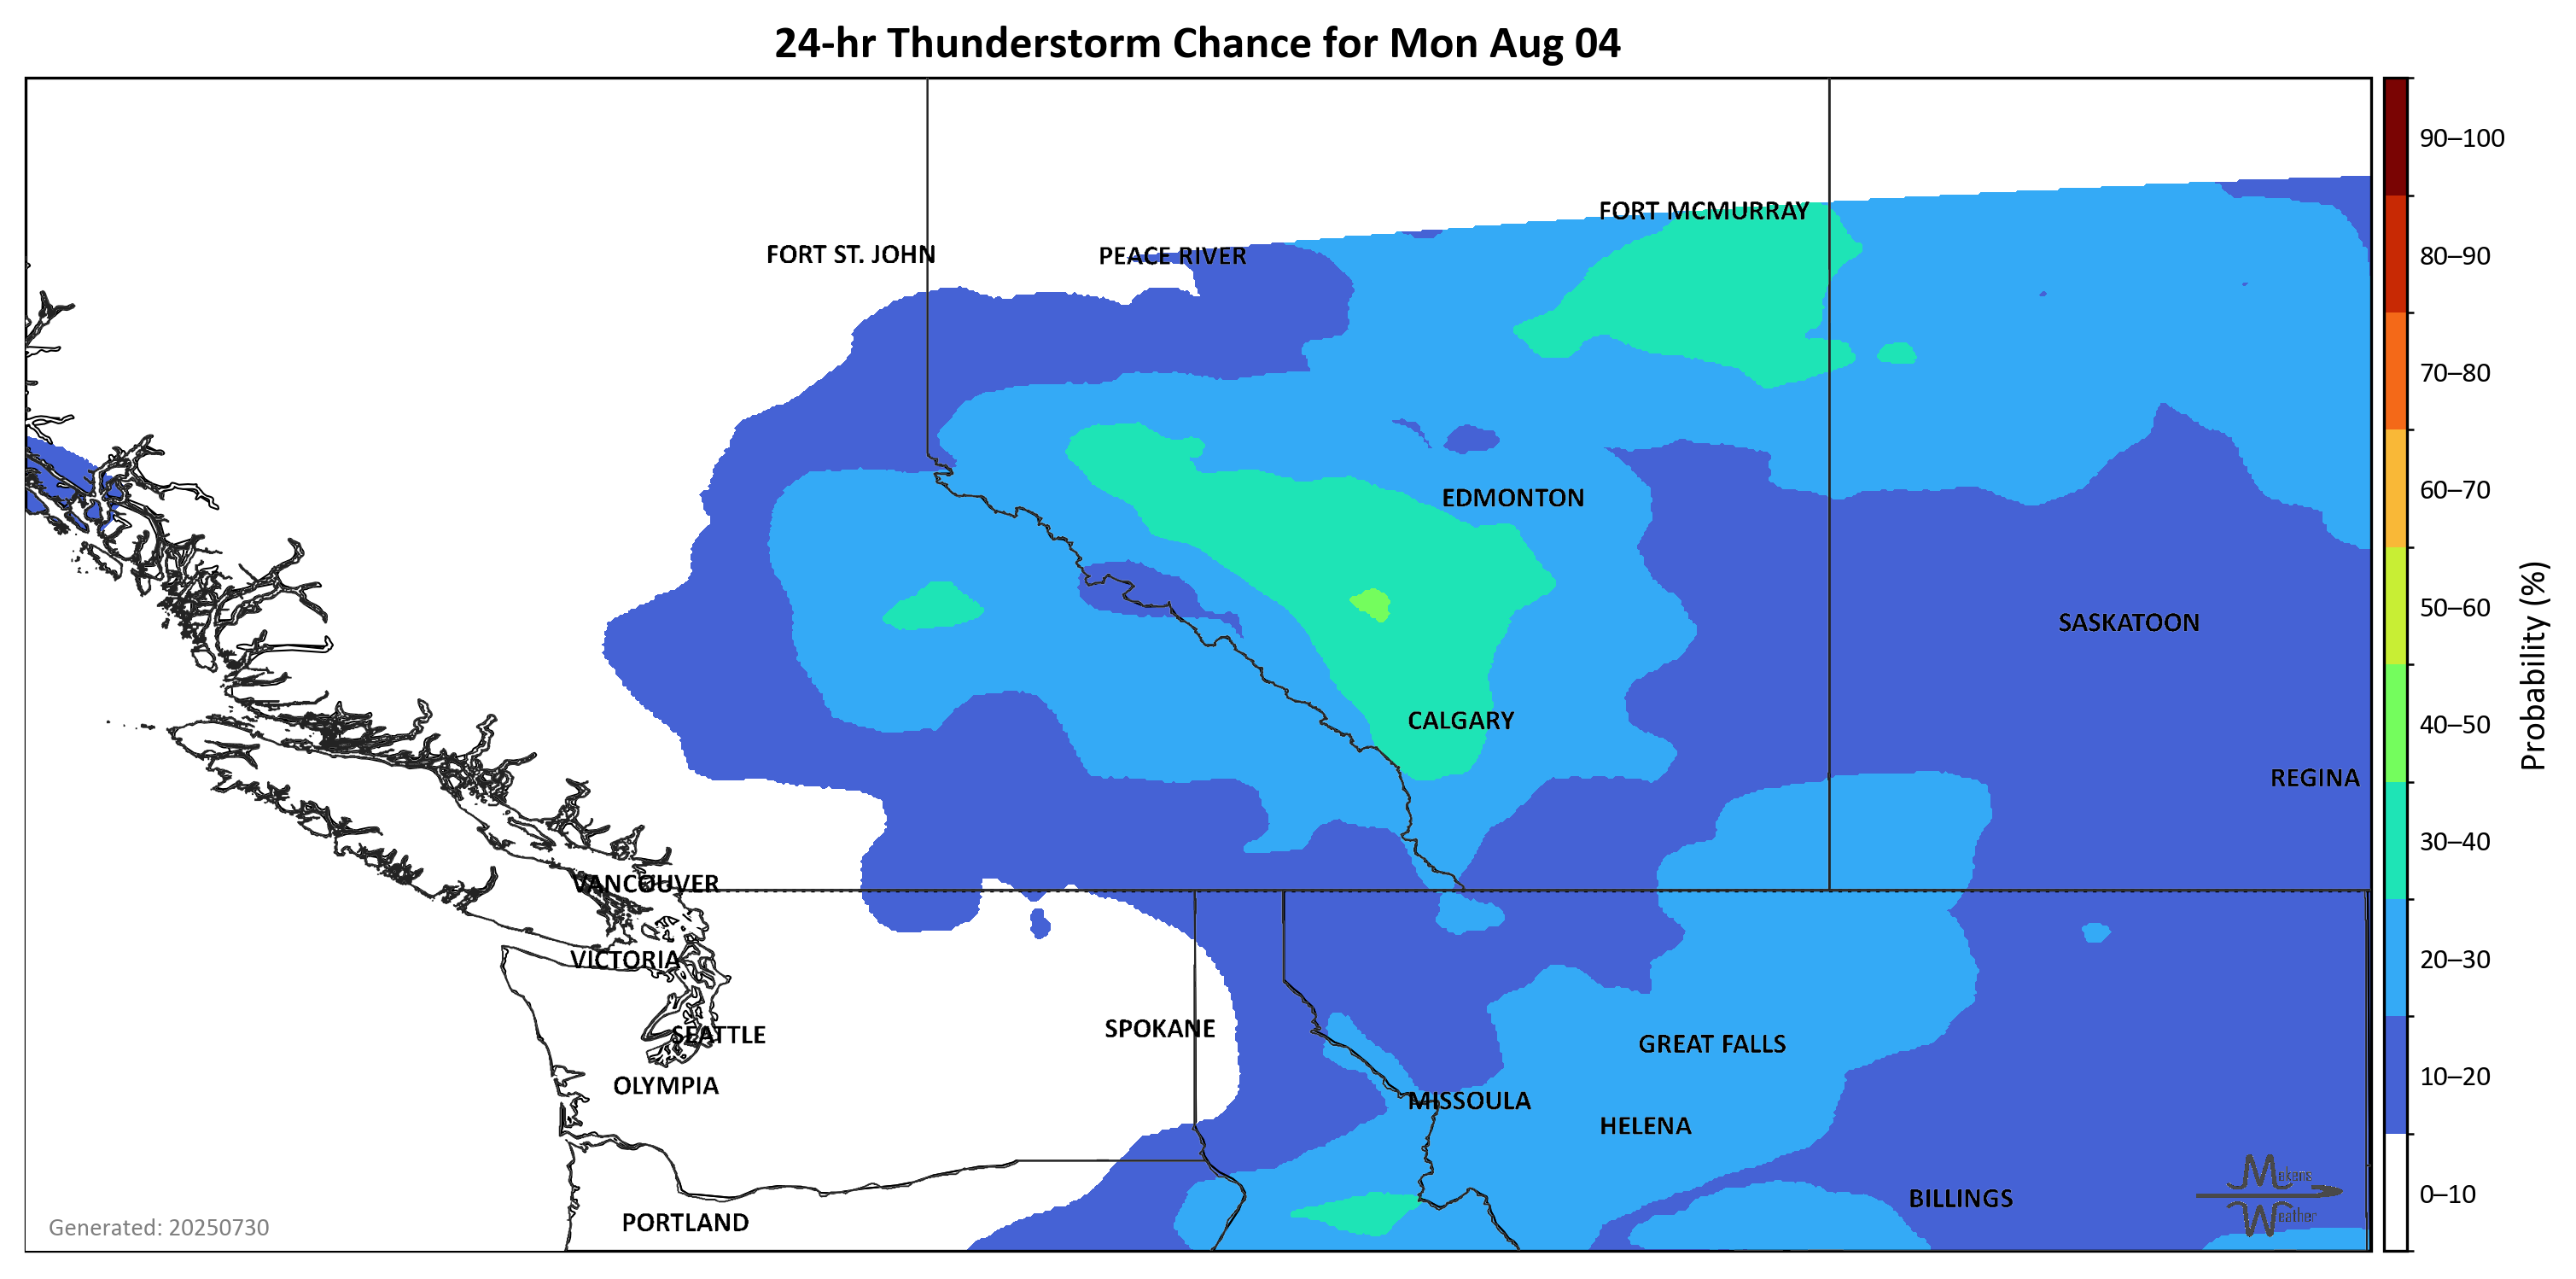 24-hr Thunderstorm Chance for Mon Aug 04
90–100
FORT MCMURRAY
FORT ST. JOHN
PEACE RIVER
80–90
70–80
60–70
EDMONTON
50–60
SASKATOON
Probability (%)
CALGARY
40–50
REGINA
30–40
VANCOUVER
VICTORIA
20–30
SPOKANE
SEATTLE
GREAT FALLS
OLYMPIA
10–20
MISSOULA
HELENA
Mekens
Weather
0–10
BILLINGS
PORTLAND
Generated: 20250730